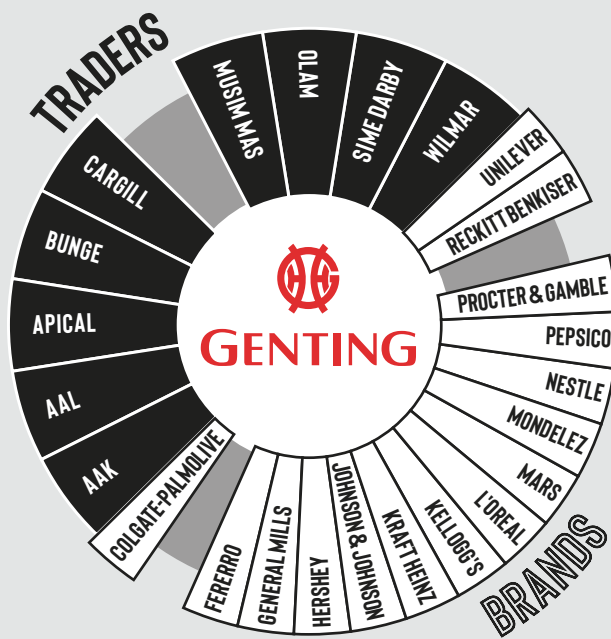 TRADERS
MUSIM MAS
OLAM
SIME DARBY
WILMAR
UNILEVER
RECKITT BENKISER
PROCTER & GAMBLE
PEPSICO
NESTLE
MONDELEZ
MARS
L'OREAL
KELLOGG'S
KRAFT HEINZ
JOHNSON & JOHNSON
HERSHEY
GENERAL MILLS
FERERRO
COLGATE-PALMOLIVE
AAK
AAL
APICAL
BUNGE
CARGILL
GENTING
BRANDS